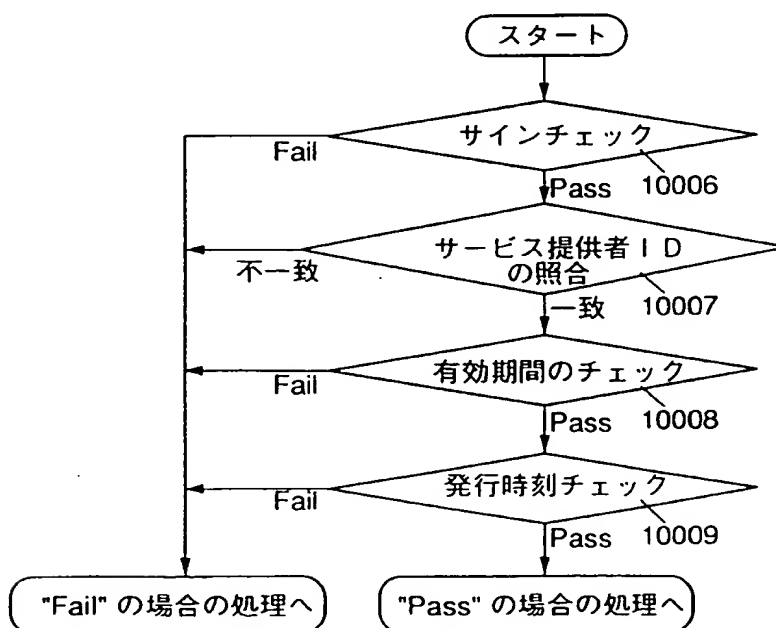 スタート
サインチェック
Fail
Pass
10006
サービス提供者ID
の照合
不一致
一致
10007
有効期間のチェック
Fail
Pass
10008
発行時刻チェック
Fail
Pass
10009
"Fail" の場合の処理へ
"Pass" の場合の処理へ